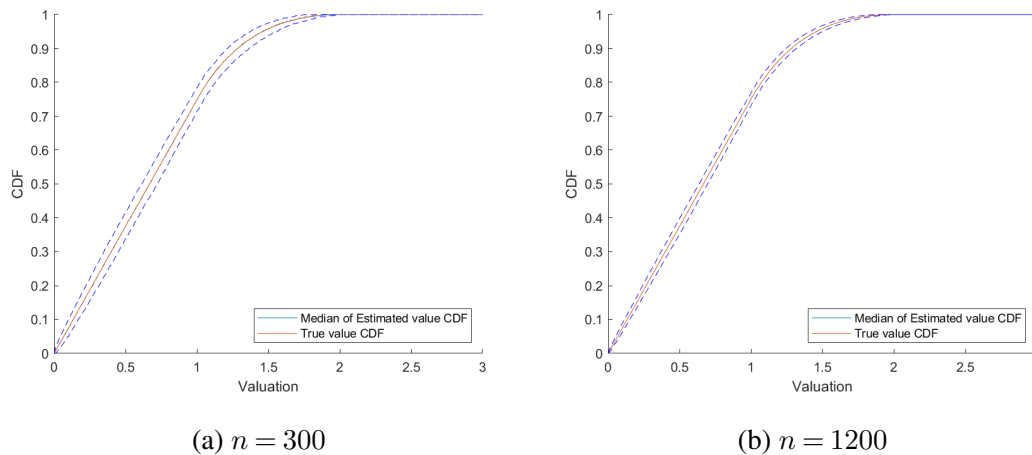 1
0.9
0.8
0.7
0.6
0.5
0.4
0.3
0.2
0.1
0
CDF
0 0.5 1 1.5 2 2.5 3
Valuation
Median of Estimated value CDF
True value CDF
(a) n = 300
1
0.9
0.8
0.7
0.6
0.5
0.4
0.3
0.2
0.1
0
CDF
0 0.5 1 1.5 2 2.5
Valuation
Median of Estimated value CDF
True value CDF
(b) n = 1200